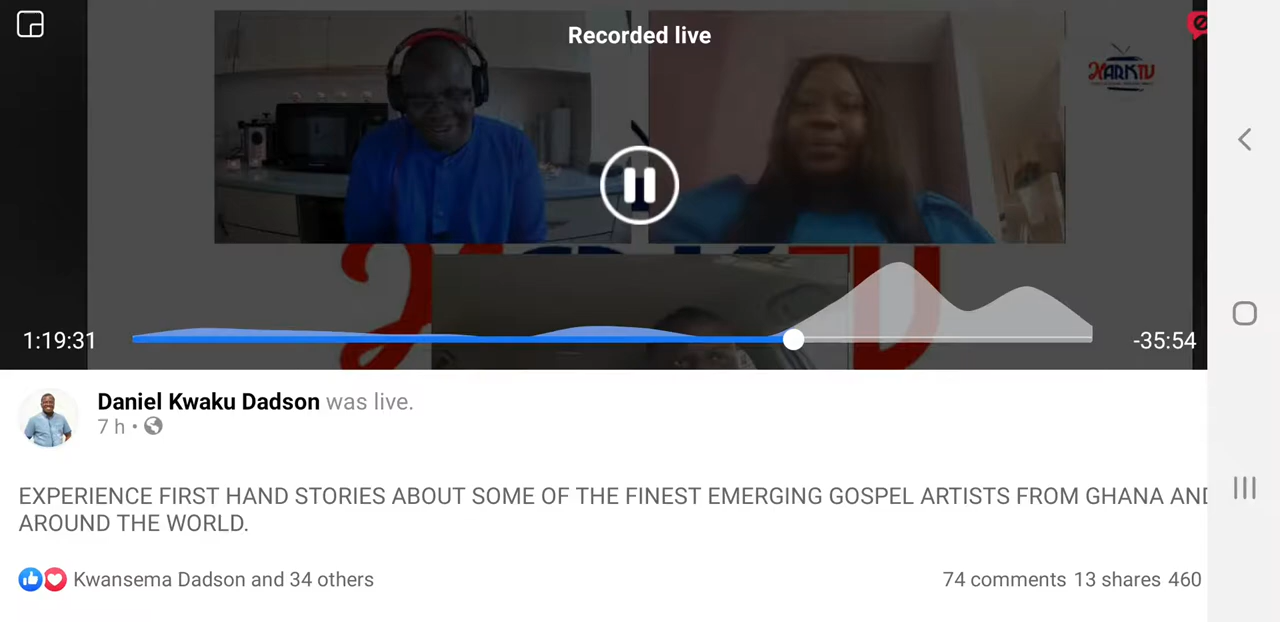 Recorded live
HARKTV
1:19:31
-35:54
Daniel Kwaku Dadson was live.
7 h •
EXPERIENCE FIRST HAND STORIES ABOUT SOME OF THE FINEST EMERGING GOSPEL ARTISTS FROM GHANA AND
AROUND THE WORLD.
Kwansema Dadson and 34 others
74 comments 13 shares 460